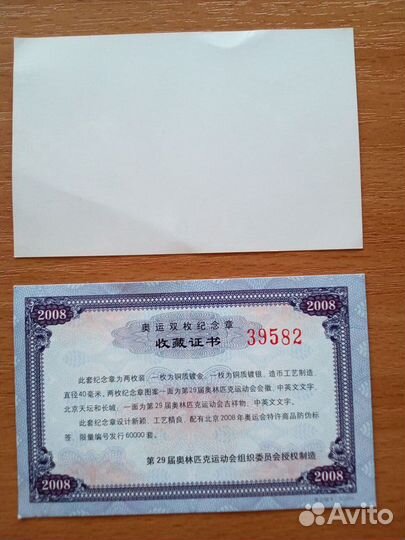 2008 2008
奥运双枚纪念章
收藏证书 39582
此套纪念章为两枚装，一枚为铜质镀金，一枚为铜质镀银，造币工艺制造，
直径40毫米，两枚纪念章图案一面为第29届奥林匹克运动会会徽、中英文文字、
北京天坛和长城，一面为第29届奥林匹克运动会吉祥物、中英文文字。
此套纪念章设计新颖，工艺精良，配有北京2008年奥运会特许商品防伪标
签，限量编号发行60000套。
第29届奥林匹克运动会组织委员会授权制造
2008 2008
Avito